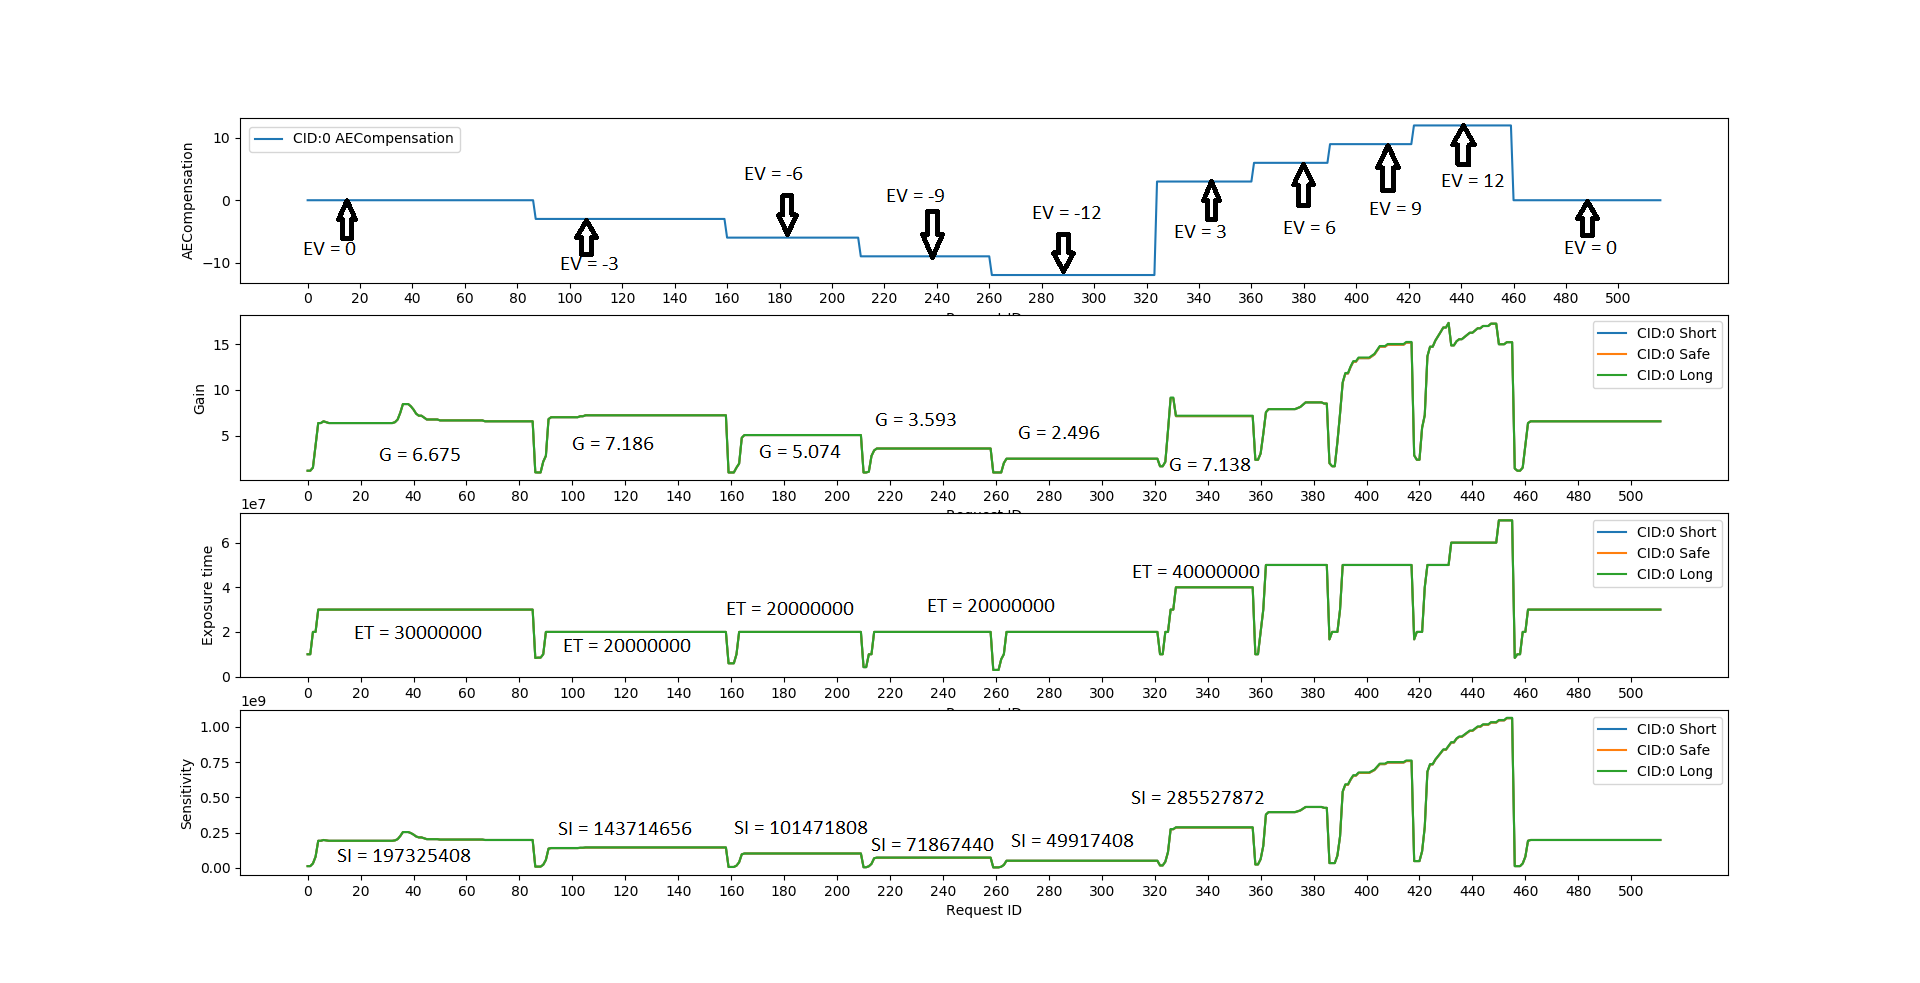 CID:0 AECompensation
AECompensation
10
0
−10
EV = 0
EV = -3
EV = -6
EV = -9
EV = -12
EV = 3
EV = 6
EV = 9
EV = 12
EV = 0
0 20 40 60 80 100 120 140 160 180 200 220 240 260 280 300 320 340 360 380 400 420 440 460 480 500
Request ID
Gain
15
10
5
CID:0 Short
CID:0 Safe
CID:0 Long
G = 6.675
G = 7.186
G = 5.074
G = 3.593
G = 2.496
G = 7.138
0 20 40 60 80 100 120 140 160 180 200 220 240 260 280 300 320 340 360 380 400 420 440 460 480 500
Request ID
1e7
Exposure time
6
4
2
0
CID:0 Short
CID:0 Safe
CID:0 Long
ET = 30000000
ET = 20000000
ET = 20000000
ET = 20000000
ET = 40000000
0 20 40 60 80 100 120 140 160 180 200 220 240 260 280 300 320 340 360 380 400 420 440 460 480 500
Request ID
1e9
Sensitivity
1.00
0.75
0.50
0.25
0.00
CID:0 Short
CID:0 Safe
CID:0 Long
SI = 197325408
SI = 143714656
SI = 101471808
SI = 71867440
SI = 49917408
SI = 285527872
0 20 40 60 80 100 120 140 160 180 200 220 240 260 280 300 320 340 360 380 400 420 440 460 480 500
Request ID